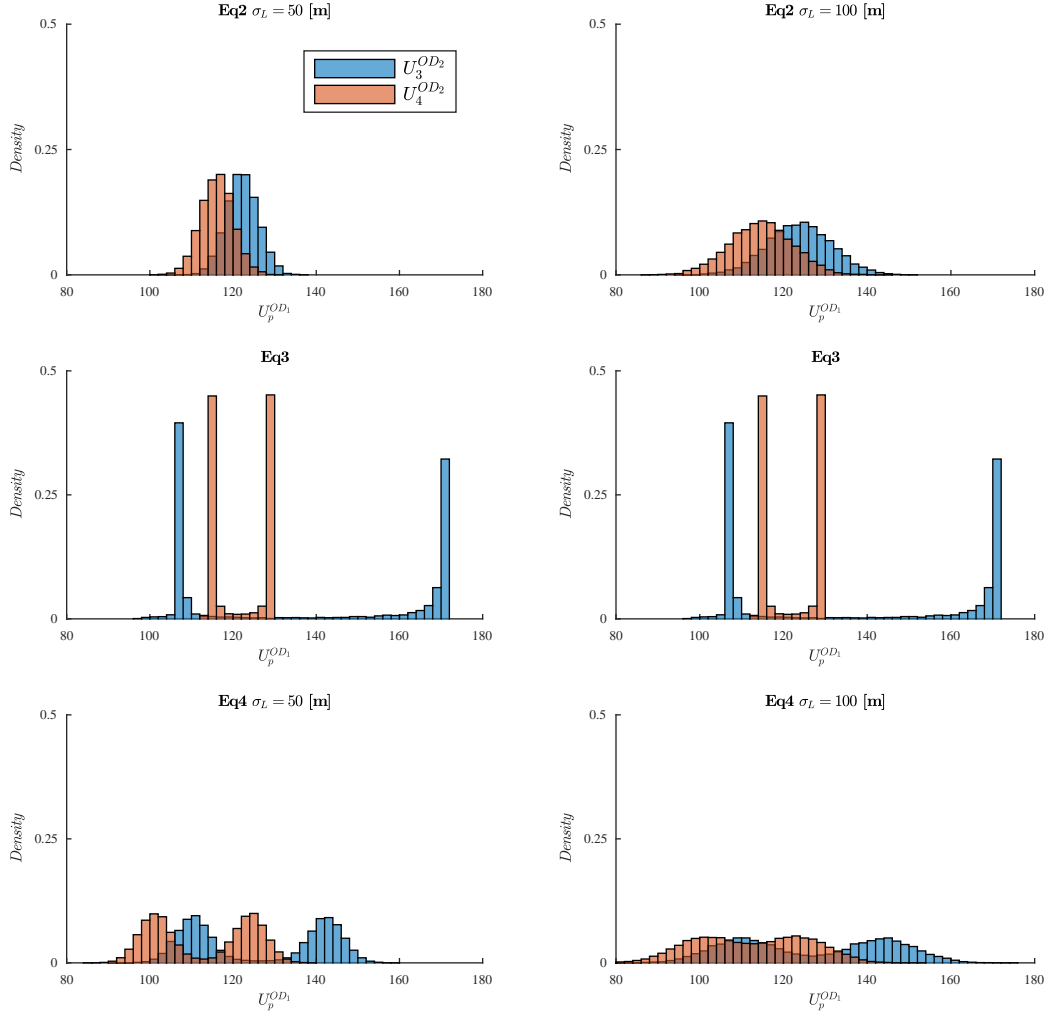 Eq2 σ_L = 50 [m]
0.5
0.25
0
Density
U_3^{OD_2}
U_4^{OD_2}
80 100 120 140 160 180
U_p^{OD_1}
Eq2 σ_L = 100 [m]
0.5
0.25
0
Density
80 100 120 140 160 180
U_p^{OD_1}
Eq3
0.5
0.25
0
Density
80 100 120 140 160 180
U_p^{OD_1}
Eq3
0.5
0.25
0
Density
80 100 120 140 160 180
U_p^{OD_1}
Eq4 σ_L = 50 [m]
0.5
0.25
0
Density
80 100 120 140 160 180
U_p^{OD_1}
Eq4 σ_L = 100 [m]
0.5
0.25
0
Density
80 100 120 140 160 180
U_p^{OD_1}